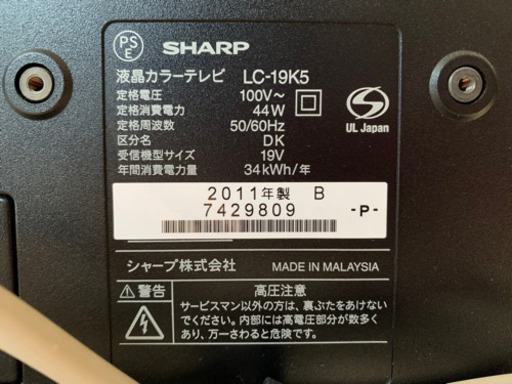 PS
E
SHARP
液晶カラーテレビ LC-19K5
定格電圧 100V～
定格消費電力 44W
定格周波数 50/60Hz
区分名 DK
受信機型サイズ 19V
年間消費電力量 34kWh/年
S
UL Japan
2011年製 B
7429809 -P-
シャープ株式会社 MADE IN MALAYSIA
警告 高圧注意
サービスマン以外の方は、裏ぶたをあけない
でください。内部には高電圧部分が数多く
あり、万一さわると危険です。